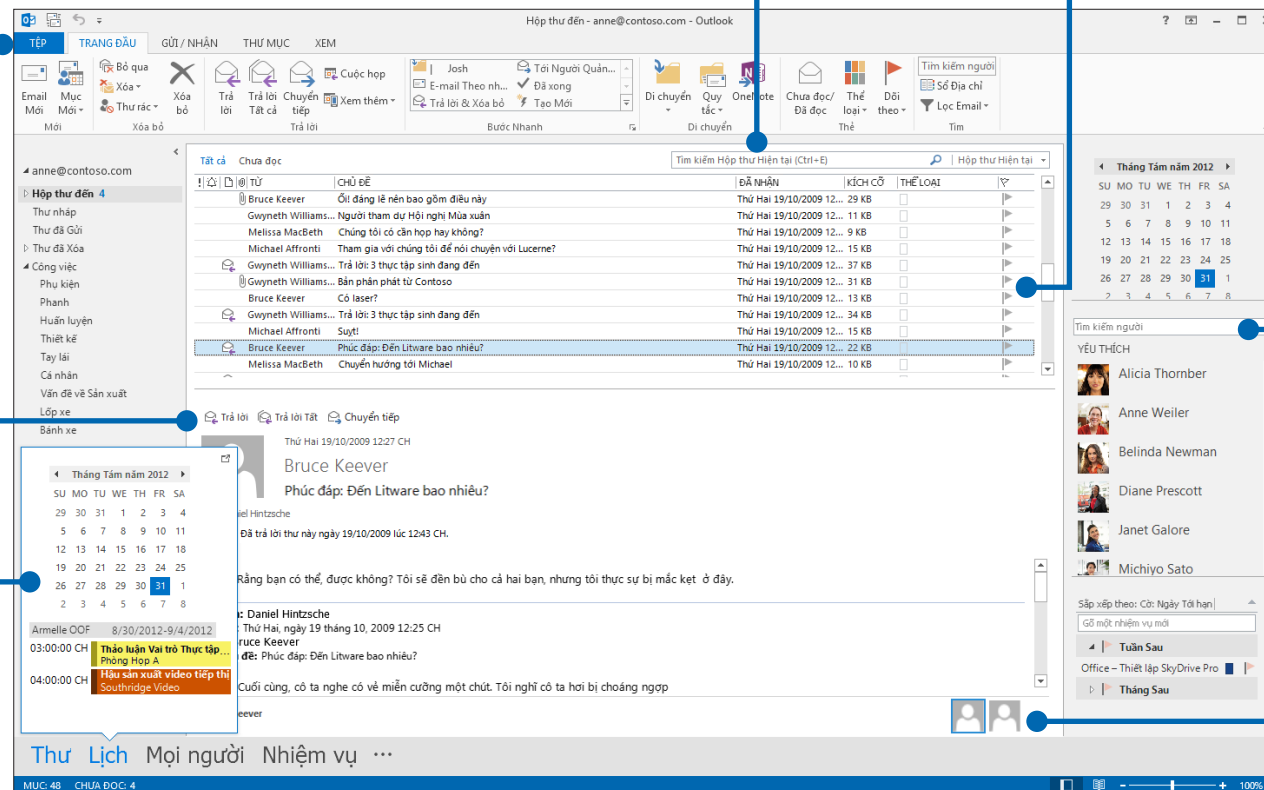 Hộp thư đến - anne@contoso.com - Outlook
TỆP TRANG ĐẦU GỬI / NHẬN THƯ MỤC XEM
Email Mới
Mục Mới
Bỏ qua
Xóa
Thư rác
Xóa bỏ
Trả lời
Trả lời Tất cả
Chuyển tiếp
Cuộc họp
Xem thêm
Josh
E-mail Theo nh...
Trả lời & Xóa bỏ
Tới Người Quản...
Đã xong
Tạo Mới
Di chuyển
Quy tắc
OneNote
Chưa đọc/ Đã đọc
Thể loại
Dõi theo
Tìm kiếm người
Sổ Địa chỉ
Lọc Email
Mới Xóa bỏ Trả lời Bước Nhanh Di chuyển Thẻ Tìm
anne@contoso.com
Hộp thư đến 4
Thư nháp
Thư đã Gửi
Thư đã Xóa
Công việc
Phụ kiện
Phanh
Huấn luyện
Thiết kế
Tay lái
Cá nhân
Vấn đề về Sản xuất
Lốp xe
Bánh xe
Tất cả Chưa đọc
Tìm kiếm Hộp thư Hiện tại (Ctrl+E) Hộp thư Hiện tại
TỪ CHỦ ĐỀ ĐÃ NHẬN KÍCH CỠ THỂ LOẠI
Bruce Keever Ối! đáng lẽ nên bao gồm điều này Thứ Hai 19/10/2009 12... 29 KB
Gwyneth Williams... Người tham dự Hội nghị Mùa xuân Thứ Hai 19/10/2009 12... 11 KB
Melissa MacBeth Chúng tôi có cần họp hay không? Thứ Hai 19/10/2009 12... 9 KB
Michael Affronti Tham gia với chúng tôi để nói chuyện với Lucerne? Thứ Hai 19/10/2009 12... 15 KB
Gwyneth Williams... Trả lời: 3 thực tập sinh đang đến Thứ Hai 19/10/2009 12... 37 KB
Gwyneth Williams... Bản phân phát từ Contoso Thứ Hai 19/10/2009 12... 31 KB
Bruce Keever Cỏ laser? Thứ Hai 19/10/2009 12... 13 KB
Gwyneth Williams... Trả lời: 3 thực tập sinh đang đến Thứ Hai 19/10/2009 12... 34 KB
Michael Affronti Suyt! Thứ Hai 19/10/2009 12... 15 KB
Bruce Keever Phúc đáp: Đến Litware bao nhiêu? Thứ Hai 19/10/2009 12... 22 KB
Melissa MacBeth Chuyển hướng tới Michael Thứ Hai 19/10/2009 12... 10 KB
Trả lời Trả lời Tất Chuyển tiếp
Thứ Hai 19/10/2009 12:27 CH
Bruce Keever
Phúc đáp: Đến Litware bao nhiêu?
iel Hintzsche
Đã trả lời thư này ngày 19/10/2009 lúc 12:43 CH.
Rằng bạn có thể, được không? Tôi sẽ đền bù cho cả hai bạn, nhưng tôi thực sự bị mắc kẹt ở đây.
: Daniel Hintzsche
: Thứ Hai, ngày 19 tháng 10, 2009 12:25 CH
ruce Keever
đề: Phúc đáp: Đến Litware bao nhiêu?
Cuối cùng, cô ta nghe có vẻ miễn cưỡng một chút. Tôi nghĩ cô ta hơi bị choáng ngợp
eever
Tháng Tám năm 2012
SU MO TU WE TH FR SA
29 30 31 1 2 3 4
5 6 7 8 9 10 11
12 13 14 15 16 17 18
19 20 21 22 23 24 25
26 27 28 29 30 31 1
2 3 4 5 6 7 8
Armelle OOF 8/30/2012-9/4/2012
03:00:00 CH Thảo luận Vai trò Thực tập...
Phòng Họp A
04:00:00 CH Hậu sản xuất video tiếp thị
Southridge Video
Tháng Tám năm 2012
SU MO TU WE TH FR SA
29 30 31 1 2 3 4
5 6 7 8 9 10 11
12 13 14 15 16 17 18
19 20 21 22 23 24 25
26 27 28 29 30 31 1
2 3 4 5 6 7 8
Tìm kiếm người
YÊU THÍCH
Alicia Thornber
Anne Weiler
Belinda Newman
Diane Prescott
Janet Galore
Michiyo Sato
Sắp xếp theo: Cờ: Ngày Tới hạn
Gõ một nhiệm vụ mới
Tuần Sau
Office – Thiết lập SkyDrive Pro
Tháng Sau
Thư Lịch Mọi người Nhiệm vụ ···
MỤC: 48 CHƯA ĐỌC: 4 100%